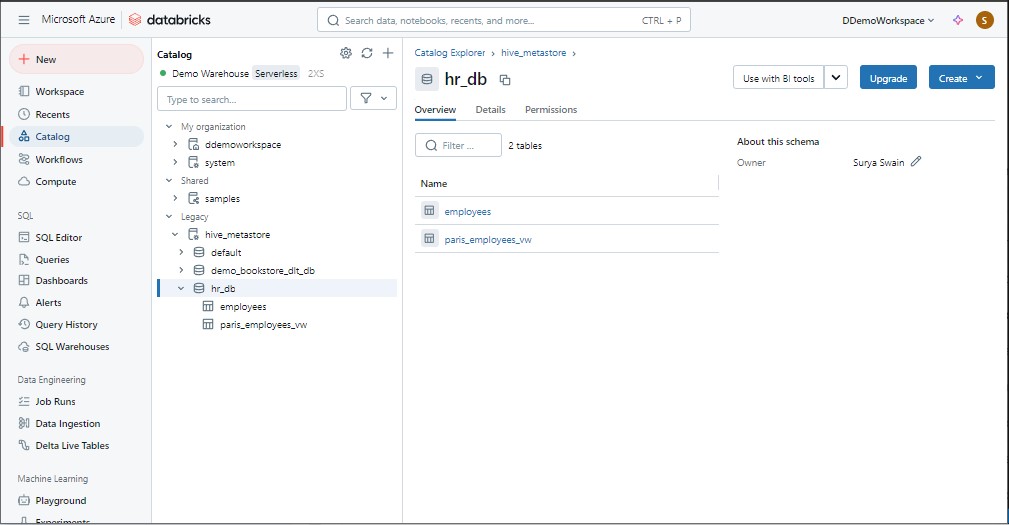 Microsoft Azure databricks Search data, notebooks, recents, and more... CTRL + P DDemoWorkspace S
New
Workspace
Recents
Catalog
Workflows
Compute
SQL
SQL Editor
Queries
Dashboards
Alerts
Query History
SQL Warehouses
Data Engineering
Job Runs
Data Ingestion
Delta Live Tables
Machine Learning
Playground
Experiments
Catalog
Demo Warehouse Serverless 2XS
Type to search...
My organization
ddemoworkspace
system
Shared
samples
Legacy
hive_metastore
default
demo_bookstore_dlt_db
hr_db
employees
paris_employees_vw
Catalog Explorer › hive_metastore ›
hr_db
Use with BI tools Upgrade Create
Overview Details Permissions
Filter ... 2 tables
Name
employees
paris_employees_vw
About this schema
Owner Surya Swain